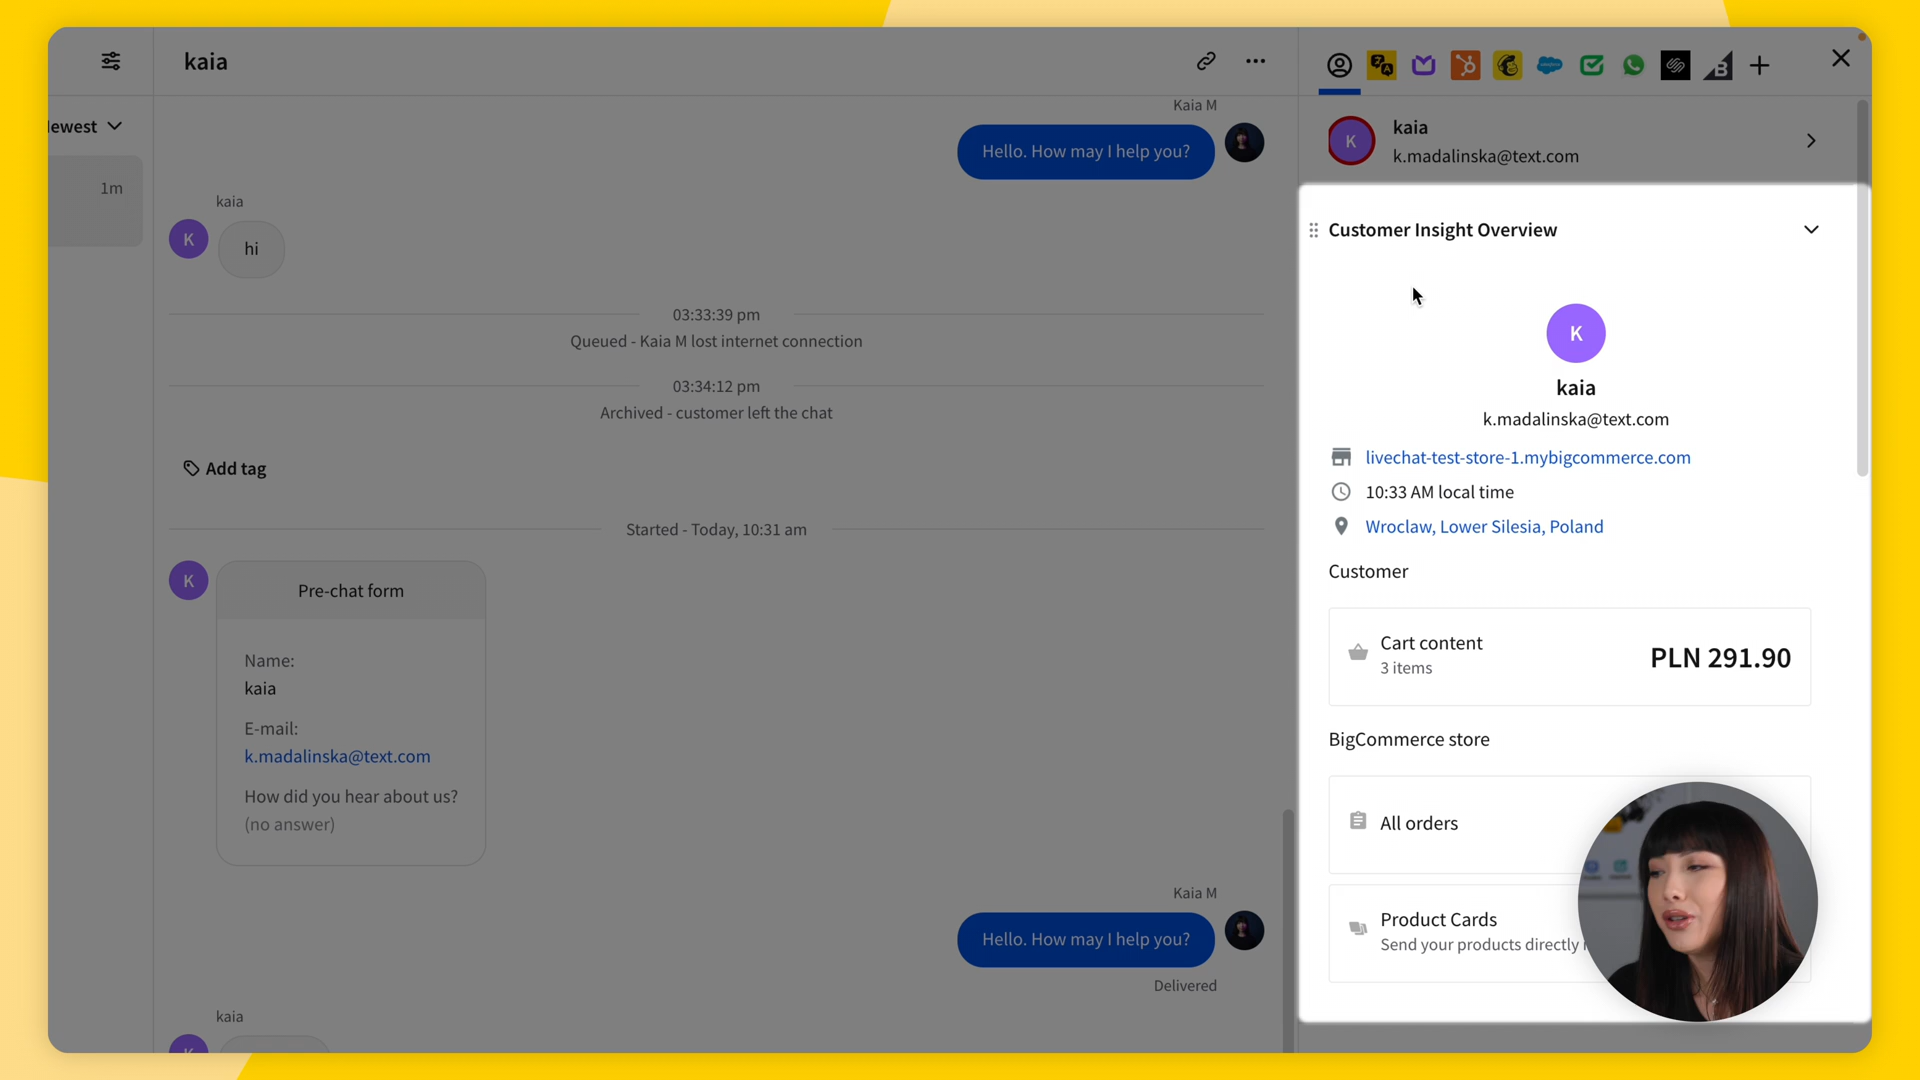 kaia
ewest
1m
Kaia M
Hello. How may I help you?
kaia
K
hi
03:33:39 pm
Queued - Kaia M lost internet connection
03:34:12 pm
Archived - customer left the chat
Add tag
Started - Today, 10:31 am
K
Pre-chat form
Name:
kaia
E-mail:
k.madalinska@text.com
How did you hear about us?
(no answer)
Kaia M
Hello. How may I help you?
Delivered
kaia
K
K
kaia
k.madalinska@text.com
Customer Insight Overview
K
kaia
k.madalinska@text.com
livechat-test-store-1.mybigcommerce.com
10:33 AM local time
Wroclaw, Lower Silesia, Poland
Customer
Cart content
3 items
PLN 291.90
BigCommerce store
All orders
Product Cards
Send your products directly